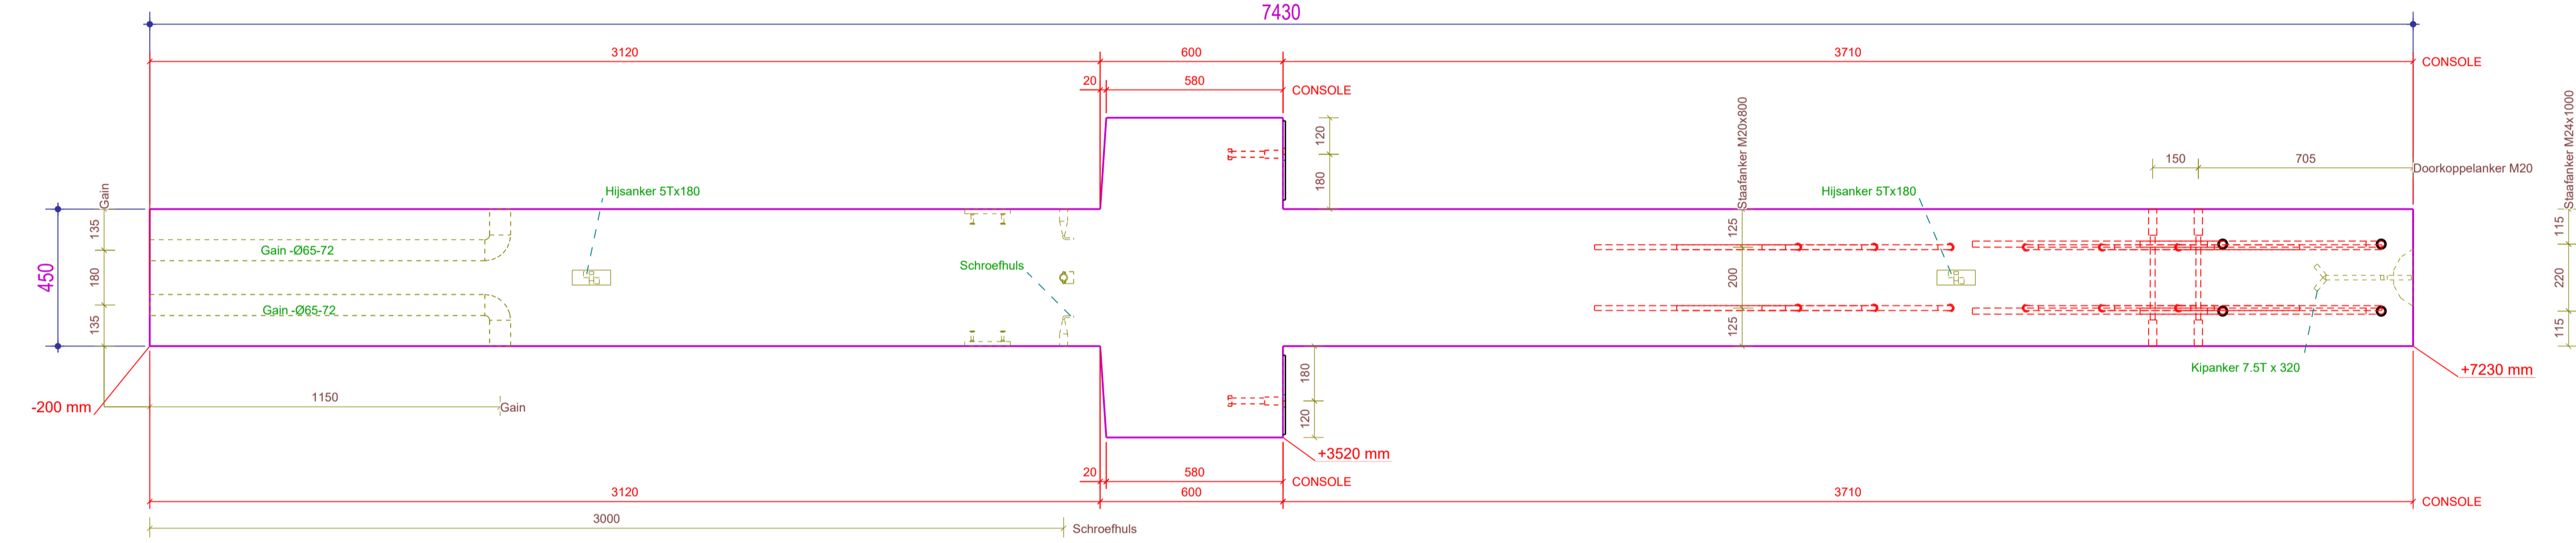 7430
3120
600
3710
CONSOLE
20
580
CONSOLE
120
180
Staafanker M20x800
Staafanker M24x1000
150
705
Doorkoppelanker M20
Gain
Hijsanker 5Tx180
Hijsanker 5Tx180
135
180
135
450
Gain -Ø65-72
Gain -Ø65-72
Schroefhuls
125
200
125
115
220
115
Kipanker 7.5T x 320
+7230 mm
-200 mm
1150
Gain
180
120
+3520 mm
20
580
CONSOLE
3120
600
3710
CONSOLE
3000
Schroefhuls